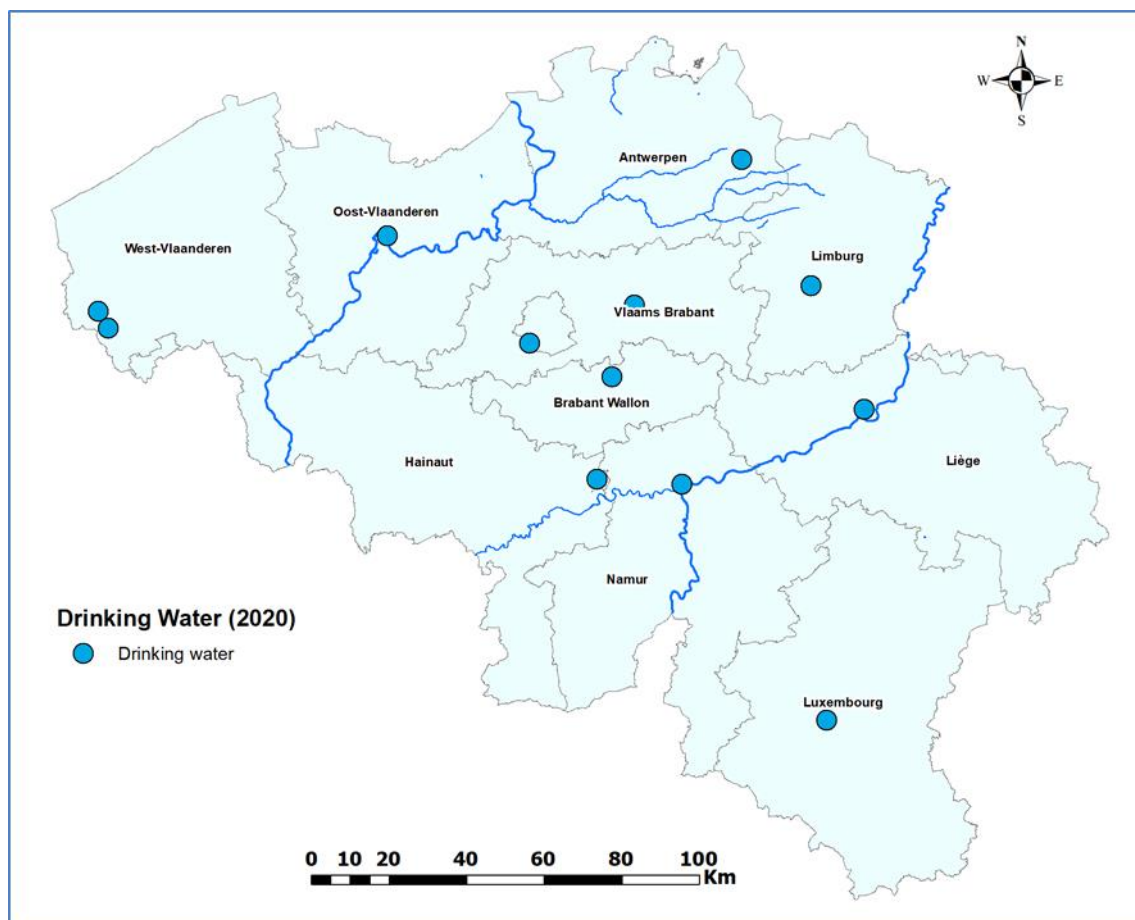 N
W E
S
Antwerpen
Oost-Vlaanderen
West-Vlaanderen
Limburg
Vlaams Brabant
Brabant Wallon
Hainaut
Liège
Namur
Drinking Water (2020)
Drinking water
Luxembourg
0 10 20 40 60 80 100
Km